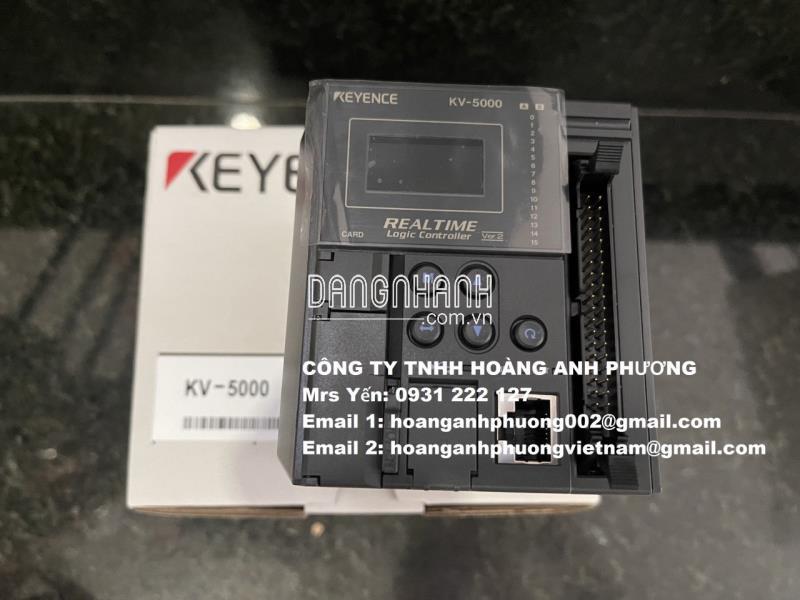 KEYENCE
KV-5000
A B
0
1
2
3
4
5
6
7
8
9
10
11
12
13
14
15
REALTIME
Logic Controller Ver.2
CARD
KEYE
DANGNHANH
.com.vn
KV-5000
CÔNG TY TNHH HOÀNG ANH PHƯƠNG
Mrs Yến: 0931 222 127
Email 1: hoanganhphuong002@gmail.com
Email 2: hoanganhphuongvietnam@gmail.com